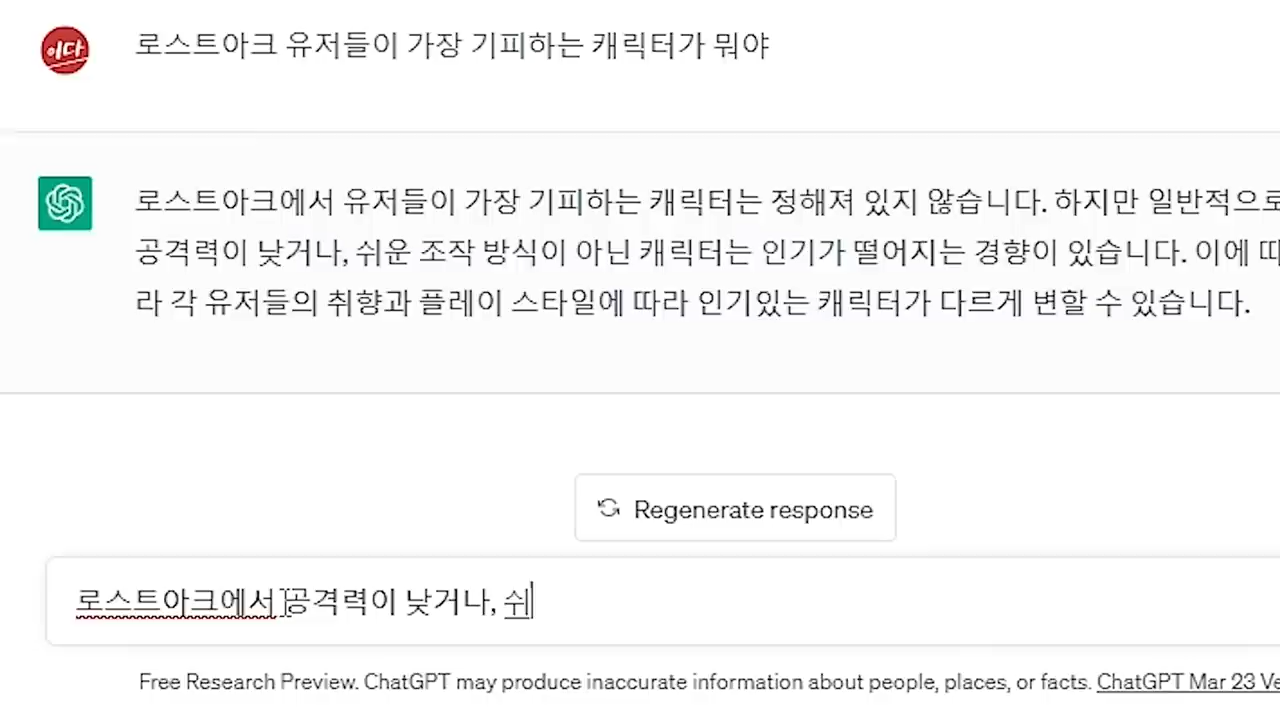 이다
로스트아크 유저들이 가장 기피하는 캐릭터가 뭐야
로스트아크에서 유저들이 가장 기피하는 캐릭터는 정해져 있지 않습니다. 하지만 일반적으로
공격력이 낮거나, 쉬운 조작 방식이 아닌 캐릭터는 인기가 떨어지는 경향이 있습니다. 이에 따
라 각 유저들의 취향과 플레이 스타일에 따라 인기있는 캐릭터가 다르게 변할 수 있습니다.
Regenerate response
로스트아크에서 공격력이 낮거나, 쉬
Free Research Preview. ChatGPT may produce inaccurate information about people, places, or facts. ChatGPT Mar 23 Ve